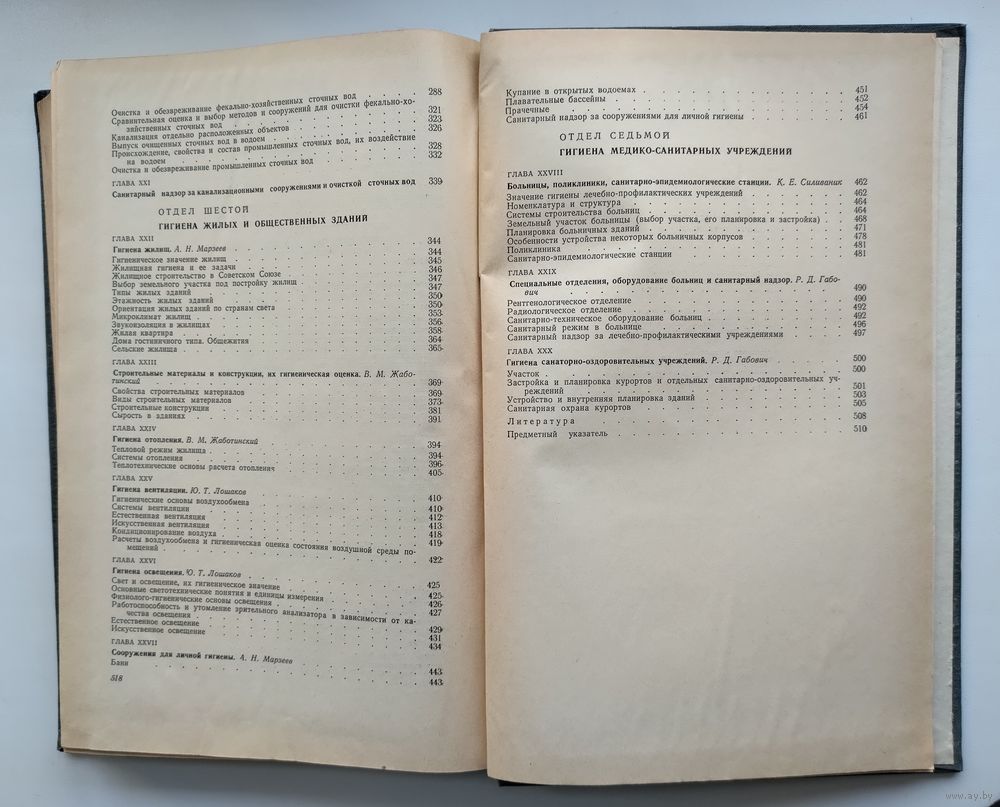 Очистка и обезвреживание фекально-хозяйственных сточных вод . . . 288
Сравнительная оценка и выбор методов и сооружений для очистки фекально-хо-
зяйственных сточных вод . . . 321
Канализация отдельно расположенных объектов . . . 323
Выпуск очищенных сточных вод в водоем . . . 326
Происхождение, свойства и состав промышленных сточных вод, их воздействие
на водоем . . . 328
Очистка и обезвреживание промышленных сточных вод . . . 332
ГЛАВА XXI
Санитарный надзор за канализационными сооружениями и очисткой сточных вод 339
ОТДЕЛ ШЕСТОЙ
ГИГИЕНА ЖИЛЫХ И ОБЩЕСТВЕННЫХ ЗДАНИЙ
ГЛАВА XXII
Гигиена жилищ. А. Н. Марзеев . . . 344
Гигиеническое значение жилищ . . . 344
Жилищная гигиена и ее задачи . . . 345
Жилищное строительство в Советском Союзе . . . 346
Выбор земельного участка под постройку жилищ . . . 347
Типы жилых зданий . . . 347
Этажность жилых зданий . . . 350
Ориентация жилых зданий по странам света . . . 350
Микроклимат жилищ . . . 353
Звукоизоляция в жилищах . . . 356
Жилая квартира . . . 358
Дома гостиничного типа. Общежития . . . 364
Сельские жилища . . . 365
ГЛАВА XXIII
Строительные материалы и конструкции, их гигиеническая оценка. В. М. Жабо-
тинский . . . 369
Свойства строительных материалов . . . 369
Виды строительных материалов . . . 373
Строительные конструкции . . . 381
Сырость в зданиях . . . 391
ГЛАВА XXIV
Гигиена отопления. В. М. Жаботинский . . . 394
Тепловой режим жилища . . . 394
Системы отопления . . . 396
Теплотехнические основы расчета отопления . . . 405
ГЛАВА XXV
Гигиена вентиляции. Ю. Т. Лошаков . . . 410
Гигиенические основы воздухообмена . . . 410
Системы вентиляции . . . 412
Естественная вентиляция . . . 413
Искусственная вентиляция . . . 418
Кондиционирование воздуха . . . 419
Расчеты воздухообмена и гигиеническая оценка состояния воздушной среды по-
мещений . . . 422
ГЛАВА XXVI
Гигиена освещения. Ю. Т. Лошаков . . . 425
Свет и освещение, их гигиеническое значение . . . 425
Основные светотехнические понятия и единицы измерения . . . 426
Физиолого-гигиенические основы освещения . . . 427
Работоспособность и утомление зрительного анализатора в зависимости от ка-
чества освещения . . . 429
Естественное освещение . . . 431
Искусственное освещение . . . 434
ГЛАВА XXVII
Сооружения для личной гигиены. А. Н. Марзеев . . . 443
Бани . . . 443
518
Купание в открытых водоемах . . . 451
Плавательные бассейны . . . 452
Прачечные . . . 454
Санитарный надзор за сооружениями для личной гигиены . . . 461
ОТДЕЛ СЕДЬМОЙ
ГИГИЕНА МЕДИКО-САНИТАРНЫХ УЧРЕЖДЕНИЙ
ГЛАВА XXVIII
Больницы, поликлиники, санитарно-эпидемиологические станции. К. Е. Силиваник 462
Значение гигиены лечебно-профилактических учреждений . . . 462
Номенклатура и структура . . . 464
Системы строительства больниц . . . 464
Земельный участок больницы (выбор участка, его планировка и застройка) . . 468
Планировка больничных зданий . . . 471
Особенности устройства некоторых больничных корпусов . . . 478
Поликлиника . . . 481
Санитарно-эпидемиологические станции . . . 481
ГЛАВА XXIX
Специальные отделения, оборудование больниц и санитарный надзор. Р. Д. Габо-
вич . . . 490
Рентгенологическое отделение . . . 490
Радиологическое отделение . . . 492
Санитарно-техническое оборудование больниц . . . 492
Санитарный режим в больнице . . . 496
Санитарный надзор за лечебно-профилактическими учреждениями . . . 497
ГЛАВА XXX
Гигиена санаторно-оздоровительных учреждений. Р. Д. Габович . . . 500
Участок . . . 500
Застройка и планировка курортов и отдельных санитарно-оздоровительных уч-
реждений . . . 501
Устройство и внутренняя планировка зданий . . . 503
Санитарная охрана курортов . . . 505
Литература . . . 508
Предметный указатель . . . 510
www.ay.by